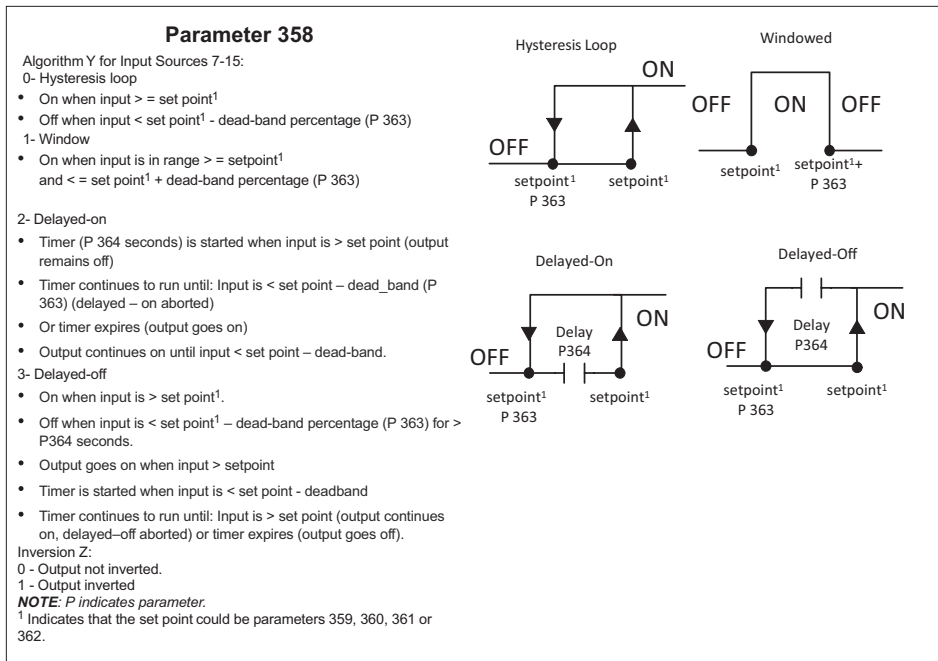 Parameter 358
Algorithm Y for Input Sources 7-15:
0- Hysteresis loop
• On when input > = set point1
• Off when input < set point1 - dead-band percentage (P 363)
1- Window
• On when input is in range > = setpoint1
and < = set point1 + dead-band percentage (P 363)
2- Delayed-on
• Timer (P 364 seconds) is started when input is > set point (output
remains off)
• Timer continues to run until: Input is < set point – dead_band (P
363) (delayed – on aborted)
• Or timer expires (output goes on)
• Output continues on until input < set point – dead-band.
3- Delayed-off
• On when input is > set point1.
• Off when input is < set point1 – dead-band percentage (P 363) for >
P364 seconds.
• Output goes on when input > setpoint
• Timer is started when input is < set point - deadband
• Timer continues to run until: Input is > set point (output continues
on, delayed–off aborted) or timer expires (output goes off).
Inversion Z:
0 - Output not inverted.
1 - Output inverted
NOTE: P indicates parameter.
1 Indicates that the set point could be parameters 359, 360, 361 or
362.
Hysteresis Loop
ON
OFF
setpoint1
P 363
setpoint1
Windowed
OFF
ON
OFF
setpoint1
setpoint1+
P 363
Delayed-On
ON
Delay
P364
OFF
setpoint1
P 363
setpoint1
Delayed-Off
ON
Delay
P364
OFF
setpoint1
P 363
setpoint1